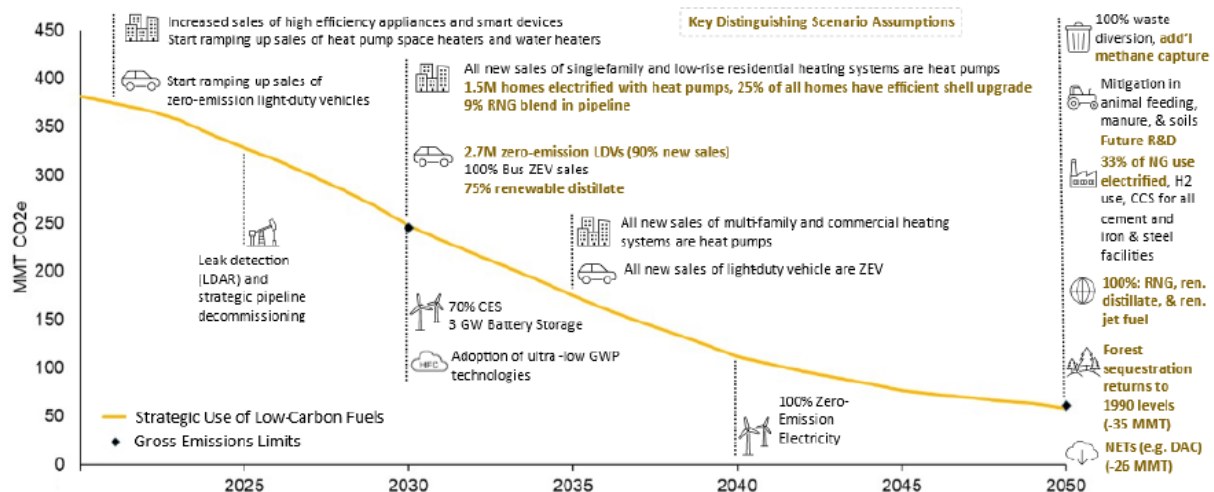 Increased sales of high efficiency appliances and smart devices
Start ramping up sales of heat pump space heaters and water heaters
Key Distinguishing Scenario Assumptions
Start ramping up sales of
zero-emission light-duty vehicles
All new sales of singlefamily and low-rise residential heating systems are heat pumps
1.5M homes electrified with heat pumps, 25% of all homes have efficient shell upgrade
9% RNG blend in pipeline
2.7M zero-emission LDVs (90% new sales)
100% Bus ZEV sales
75% renewable distillate
All new sales of multi-family and commercial heating
systems are heat pumps
All new sales of light-duty vehicle are ZEV
Leak detection
(LDAR) and
strategic pipeline
decommissioning
70% CES
3 GW Battery Storage
HFC
Adoption of ultra -low GWP
technologies
100% Zero-
Emission
Electricity
100% waste
diversion, add'l
methane capture
Mitigation in
animal feeding,
manure, & soils
Future R&D
33% of NG use
electrified, H2
use, CCS for all
cement and
iron & steel
facilities
100%: RNG, ren.
distillate, & ren.
jet fuel
Forest
sequestration
returns to
1990 levels
(-35 MMT)
NETs (e.g. DAC)
(-26 MMT)
MMT CO2e
450
400
350
300
250
200
150
100
50
0
Strategic Use of Low-Carbon Fuels
Gross Emissions Limits
2025
2030
2035
2040
2045
2050